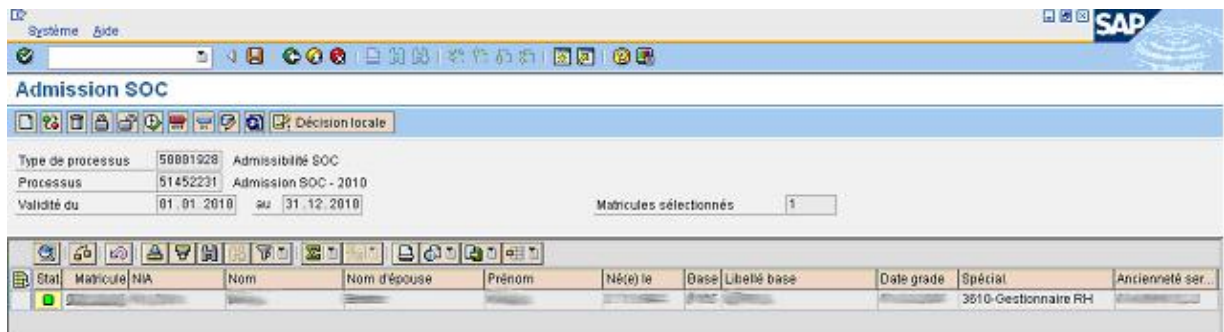 Système Aide
SAP
Admission SOC
Décision locale
Type de processus 50001928 Admissibilité SOC
Processus 51452231 Admission SOC - 2010
Validité du 01.01.2010 au 31.12.2010 Matricules sélectionnés 1
Stat. Matricule NIA Nom Nom d'épouse Prénom Né(e) le Base Libellé base Date grade Spécial Ancienneté ser...
3610-Gestionnaire RH